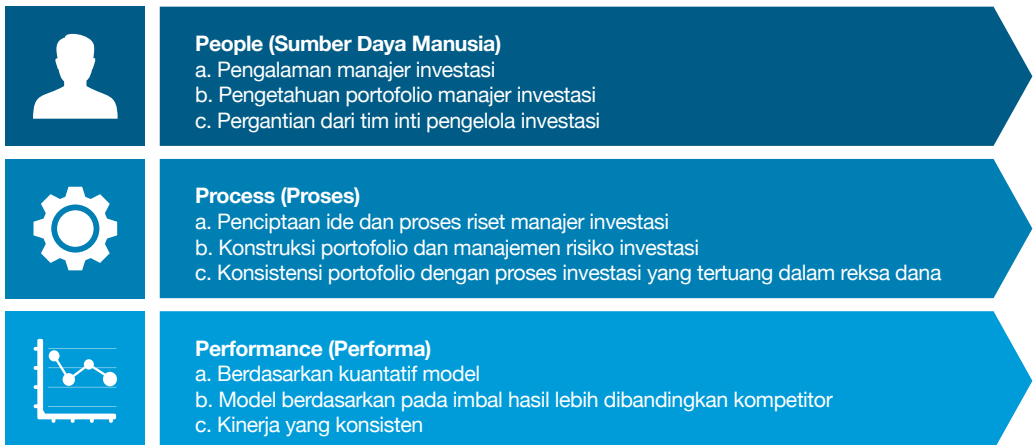 People (Sumber Daya Manusia)
a. Pengalaman manajer investasi
b. Pengetahuan portofolio manajer investasi
c. Pergantian dari tim inti pengelola investasi
Process (Proses)
a. Penciptaan ide dan proses riset manajer investasi
b. Konstruksi portofolio dan manajemen risiko investasi
c. Konsistensi portofolio dengan proses investasi yang tertuang dalam reksa dana
Performance (Performa)
a. Berdasarkan kuantatif model
b. Model berdasarkan pada imbal hasil lebih dibandingkan kompetitor
c. Kinerja yang konsisten